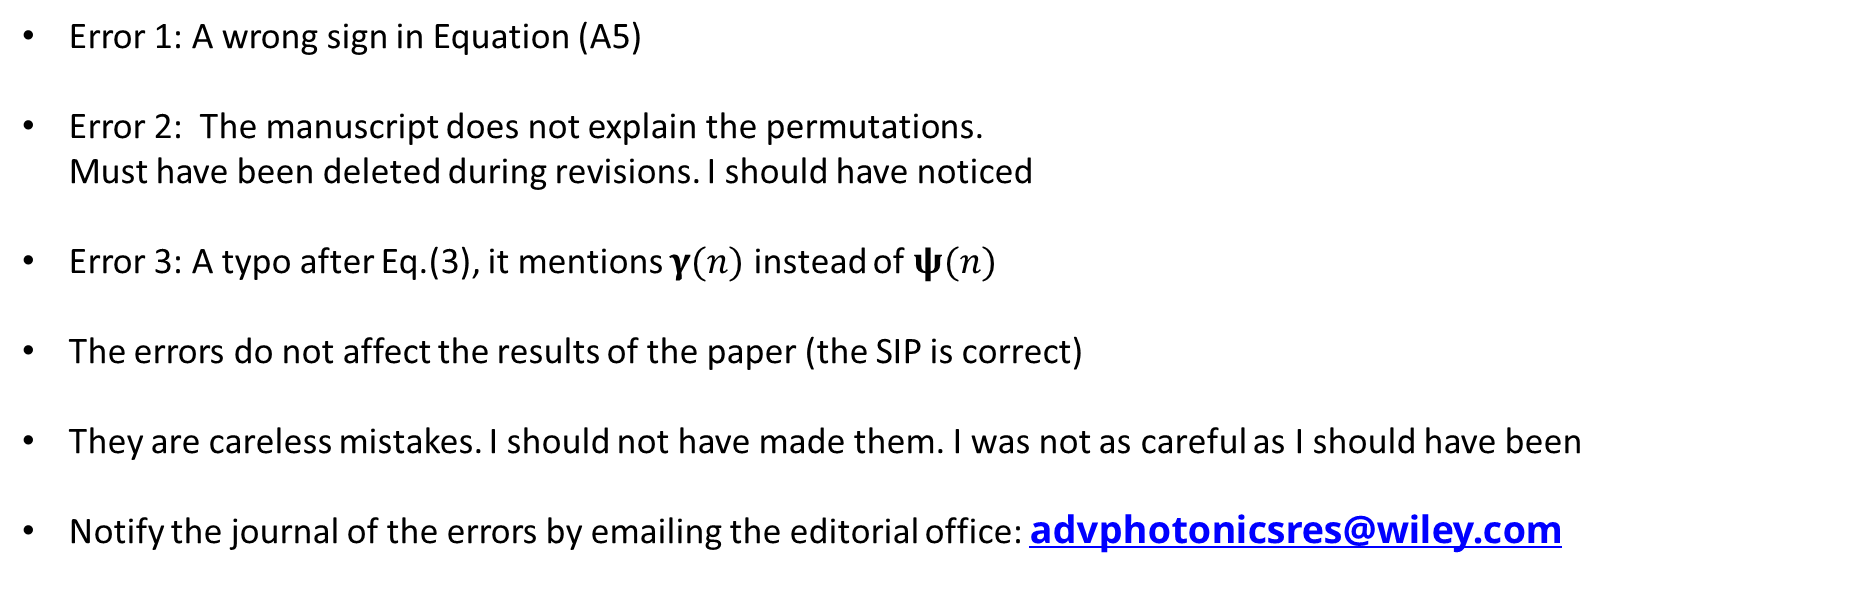 • Error 1: A wrong sign in Equation (A5)
• Error 2:  The manuscript does not explain the permutations.
Must have been deleted during revisions. I should have noticed
• Error 3: A typo after Eq.(3), it mentions 𝛄(𝑛) instead of 𝛙(𝑛)
• The errors do not affect the results of the paper (the SIP is correct)
• They are careless mistakes. I should not have made them. I was not as careful as I should have been
• Notify the journal of the errors by emailing the editorial office: advphotonicsres@wiley.com